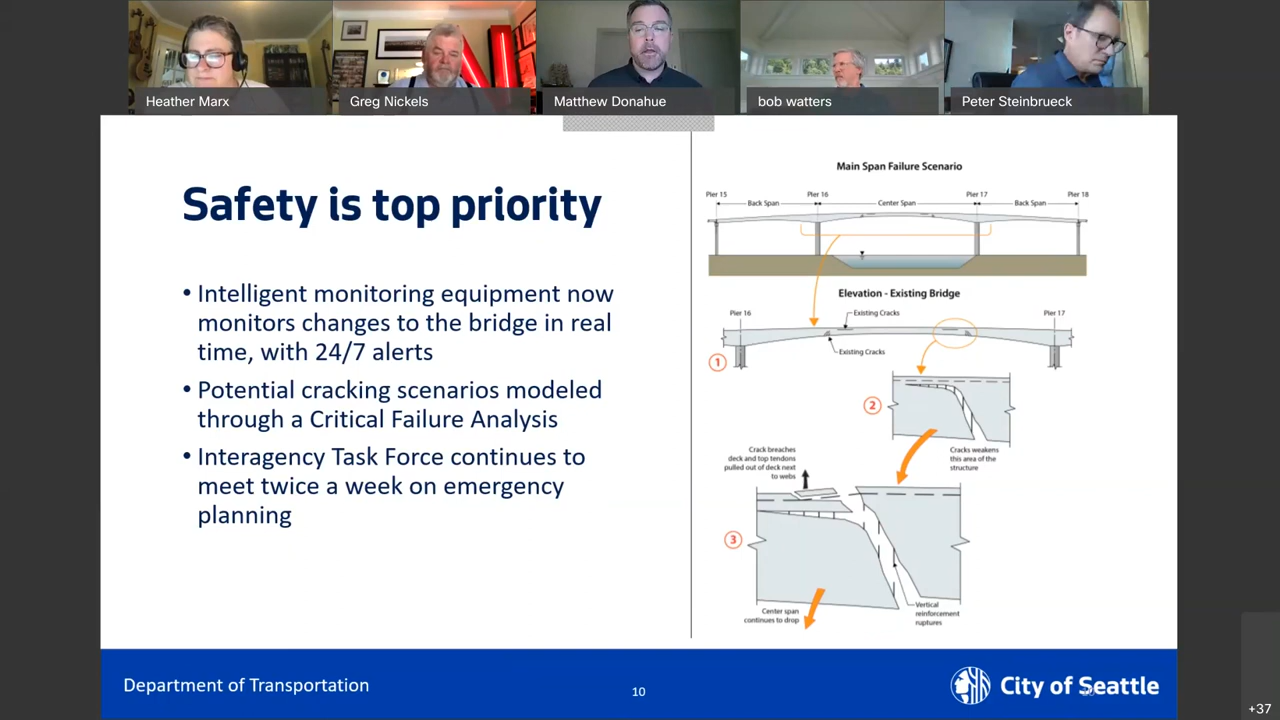 Heather Marx
Greg Nickels
Matthew Donahue
bob watters
Peter Steinbrueck
Safety is top priority
• Intelligent monitoring equipment now
monitors changes to the bridge in real
time, with 24/7 alerts
• Potential cracking scenarios modeled
through a Critical Failure Analysis
• Interagency Task Force continues to
meet twice a week on emergency
planning
Main Span Failure Scenario
Pier 15
Pier 16
Pier 17
Pier 18
Back Span
Center Span
Back Span
Elevation - Existing Bridge
Pier 16
Existing Cracks
Pier 17
Existing Cracks
1
2
Cracks weakens
this area of the
structure
Crack breaches
deck and top tendons
pulled out of deck next
to webs
3
Center span
continues to drop
Vertical
reinforcement
ruptures
Department of Transportation
10
City of Seattle
+37